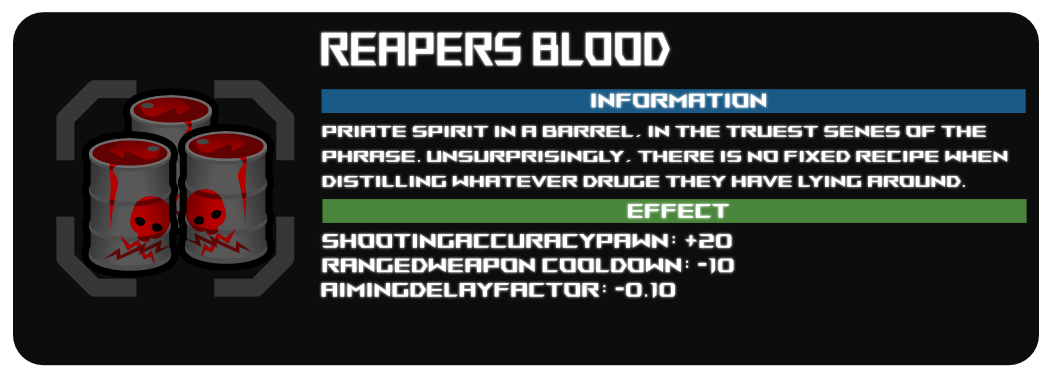 REAPERS BLOOD
INFORMATION
PRIATE SPIRIT IN A BARREL, IN THE TRUEST SENES OF THE
PHRASE. UNSURPRISINGLY, THERE IS NO FIXED RECIPE WHEN
DISTILLING WHATEVER DRUGE THEY HAVE LYING AROUND.
EFFECT
SHOOTINGACCURACYPAWN: +20
RANGEDWEAPON COOLDOWN: -10
AIMINGDELAYFACTOR: -0.10